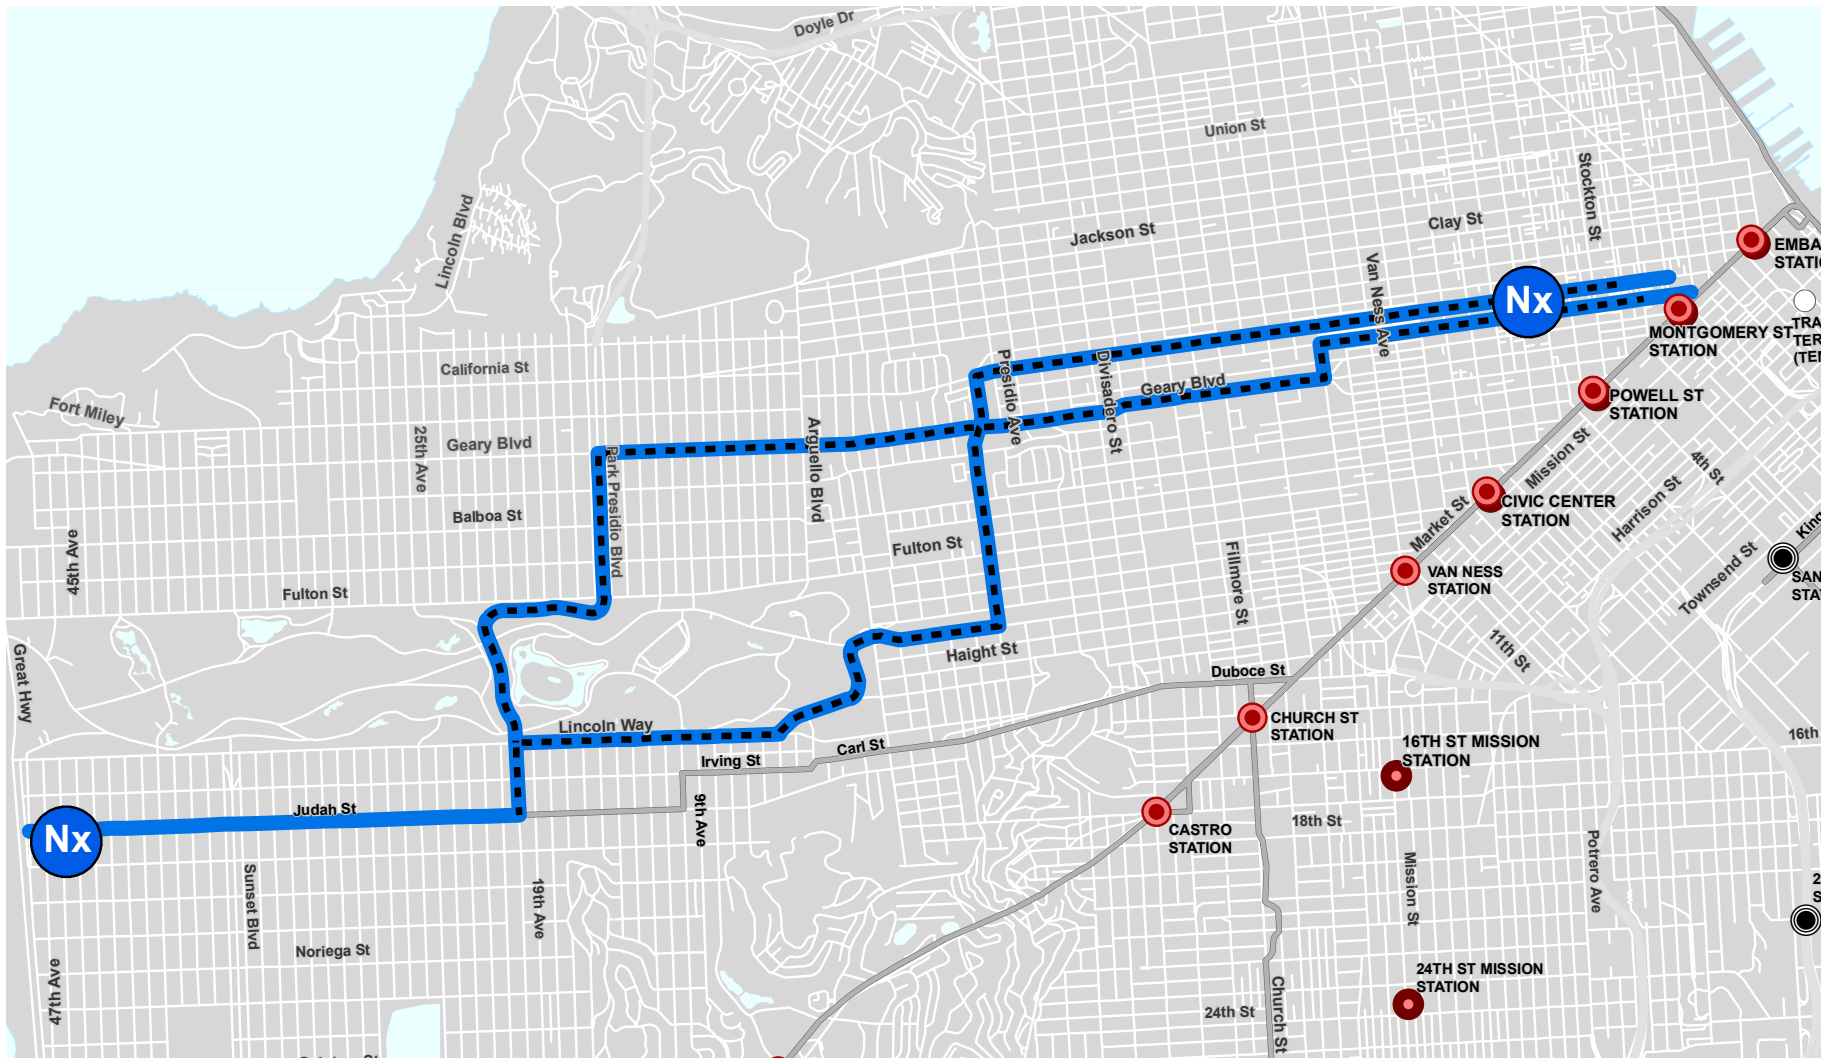 Doyle Dr
Union St
Stockton St
Lincoln Blvd
Clay St
Jackson St
Van Ness Ave
EMBA
STATIO
Nx
MONTGOMERY ST
STATION
TRA
TER
(TEM
California St
Presidio Ave
Divisadero St
Geary Blvd
POWELL ST
STATION
Fort Miley
25th Ave
Geary Blvd
Park Presidio Blvd
Arguello Blvd
Mission St
4th St
Harrison St
CIVIC CENTER
STATION
Market St
King
Balboa St
45th Ave
Fulton St
Fulton St
Fillmore St
VAN NESS
STATION
Townsend St
SAN
STAT
Great Hwy
Haight St
11th St
Duboce St
Lincoln Way
CHURCH ST
STATION
Carl St
Irving St
16TH ST MISSION
STATION
16th
Judah St
9th Ave
Nx
CASTRO
STATION
18th St
Mission St
Potrero Ave
Sunset Blvd
19th Ave
2
S
Noriega St
47th Ave
24TH ST MISSION
STATION
24th St
Church St